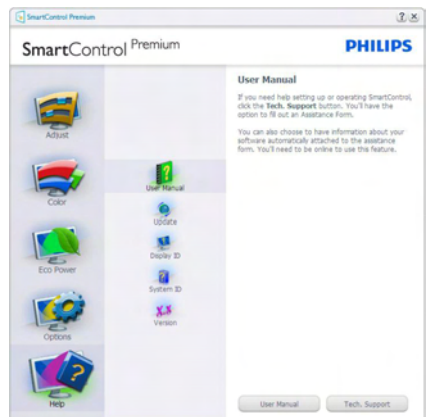 SmartControl Premium
SmartControl Premium
PHILIPS
Adjust
Color
Eco Power
Options
Help
User Manual
Update
Display ID
System ID
X.x
Version
User Manual
If you need help setting up or operating SmartControl,
click the Tech. Support button. You'll have the
option to fill out an Assistance Form.
You can also choose to have information about your
software automatically attached to the assistance
form. You'll need to be online to use this feature.
User Manual
Tech. Support